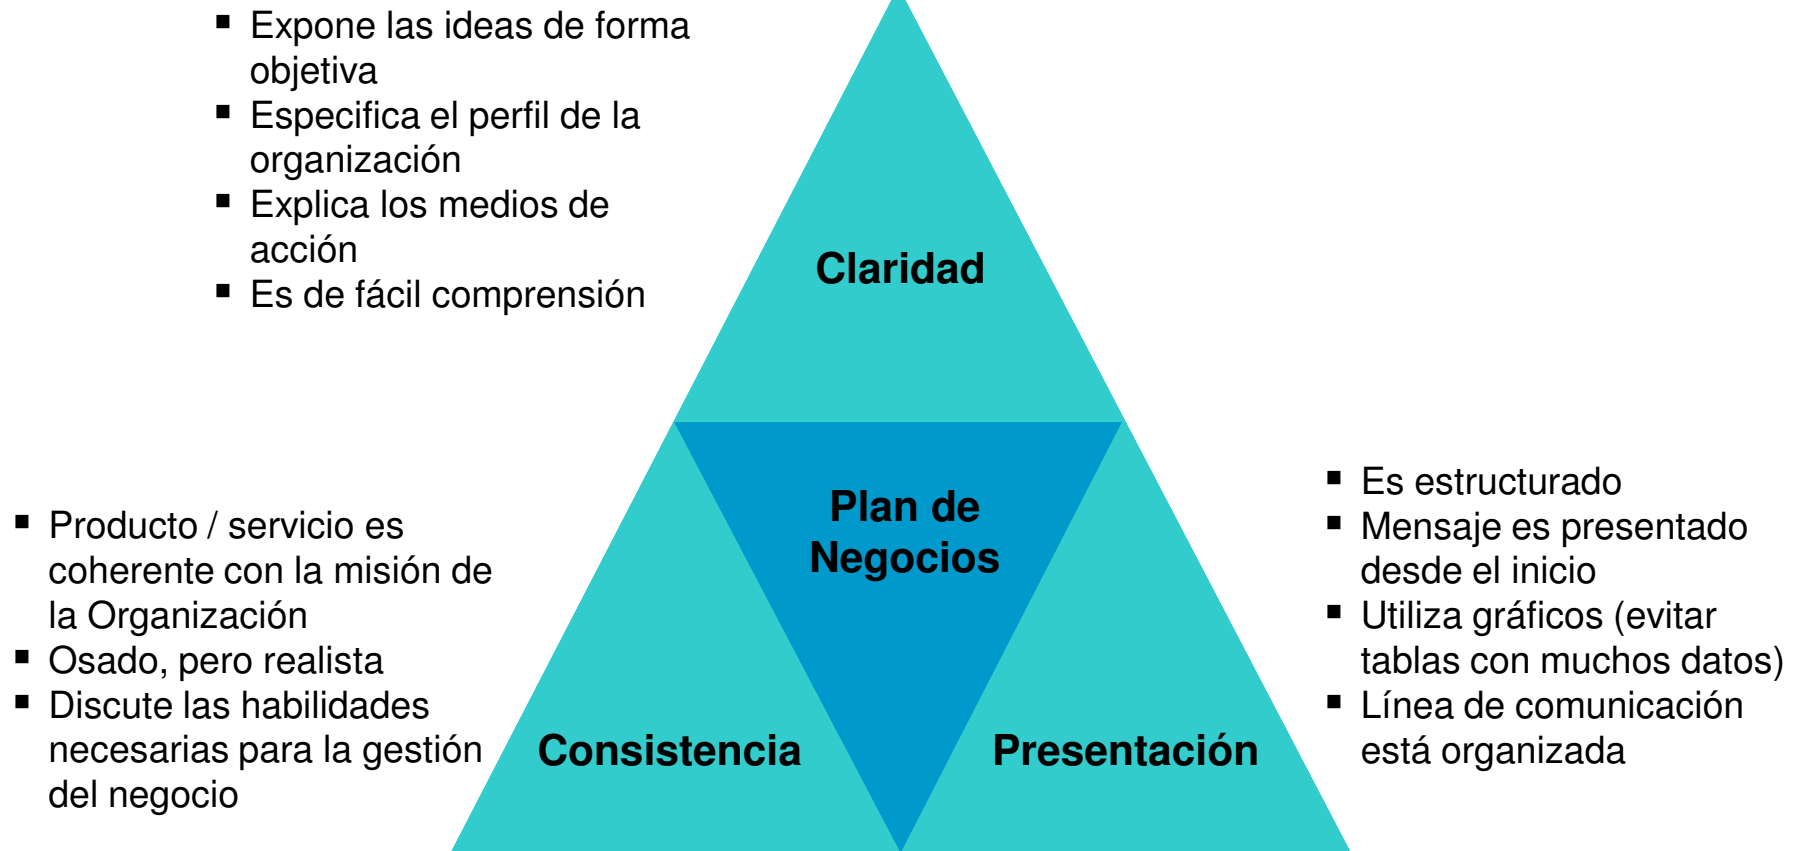 ▪ Expone las ideas de forma
objetiva
▪ Especifica el perfil de la
organización
▪ Explica los medios de
acción
▪ Es de fácil comprensión
Claridad
Plan de
Negocios
▪ Producto / servicio es
coherente con la misión de
la Organización
▪ Osado, pero realista
▪ Discute las habilidades
necesarias para la gestión
del negocio
Consistencia
Presentación
▪ Es estructurado
▪ Mensaje es presentado
desde el inicio
▪ Utiliza gráficos (evitar
tablas con muchos datos)
▪ Línea de comunicación
está organizada